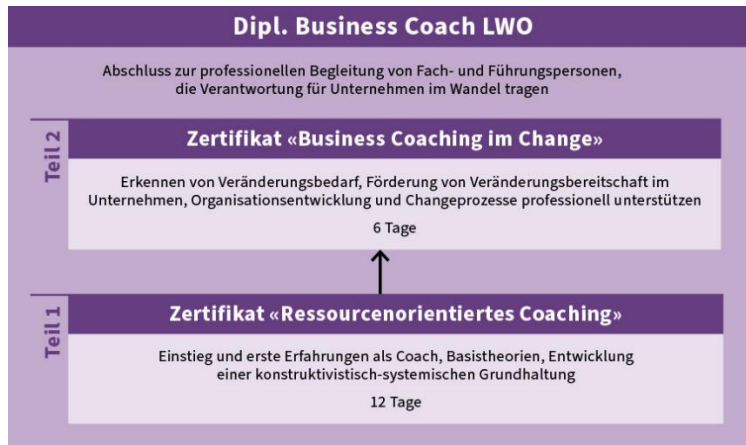 Dipl. Business Coach LWO
Abschluss zur professionellen Begleitung von Fach- und Führungspersonen,
die Verantwortung für Unternehmen im Wandel tragen
Teil 2
Zertifikat «Business Coaching im Change»
Erkennen von Veränderungsbedarf, Förderung von Veränderungsbereitschaft im
Unternehmen, Organisationsentwicklung und Changeprozesse professionell unterstützen
6 Tage
Teil 1
Zertifikat «Ressourcenorientiertes Coaching»
Einstieg und erste Erfahrungen als Coach, Basistheorien, Entwicklung
einer konstruktivistisch-systemischen Grundhaltung
12 Tage